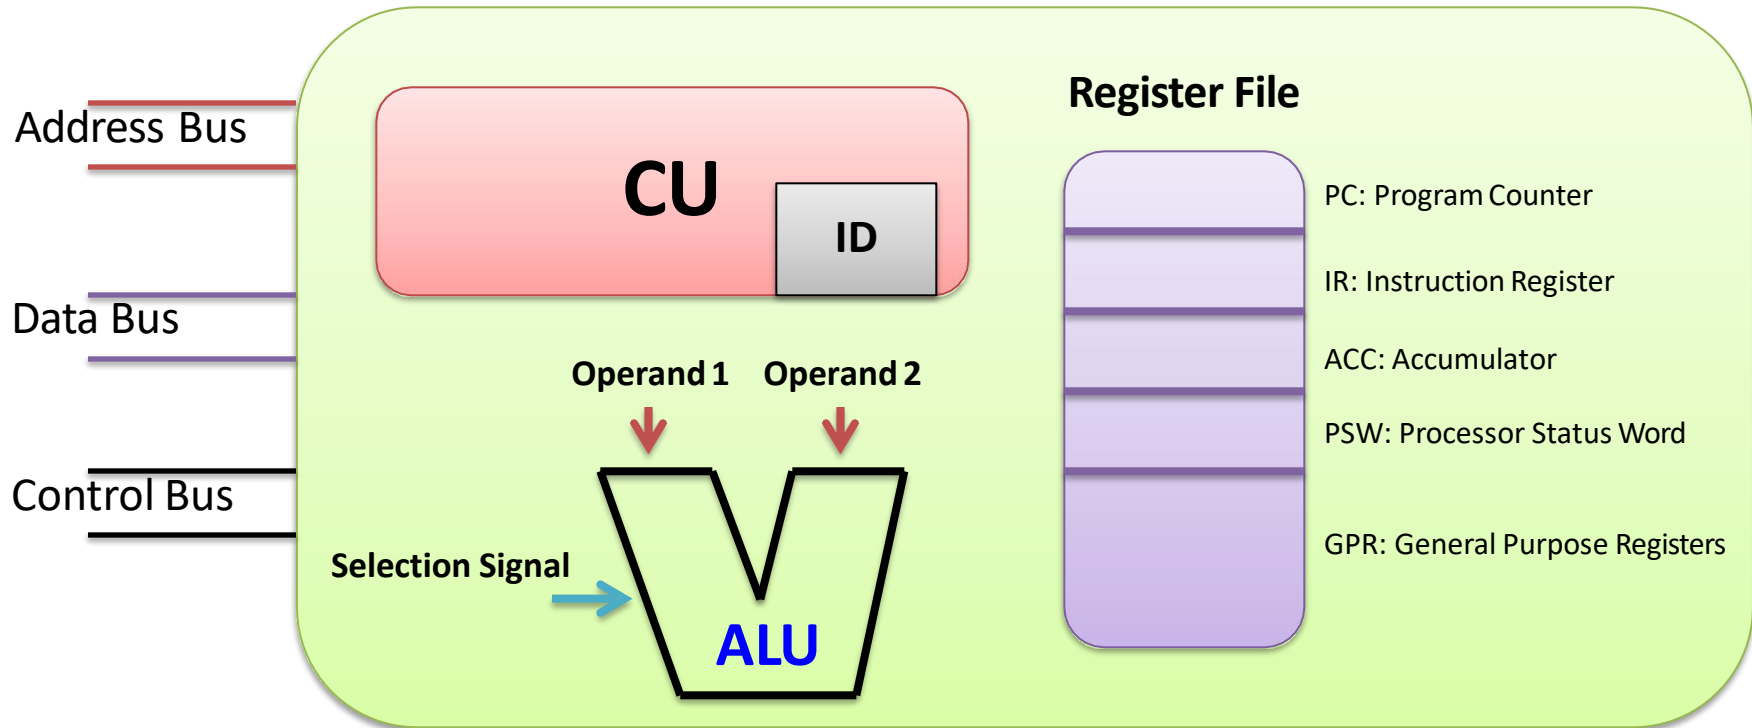 Register File
Address Bus
CU
ID
PC: Program Counter
IR: Instruction Register
Data Bus
Operand 1
Operand 2
ACC: Accumulator
PSW: Processor Status Word
Control Bus
GPR: General Purpose Registers
Selection Signal
ALU